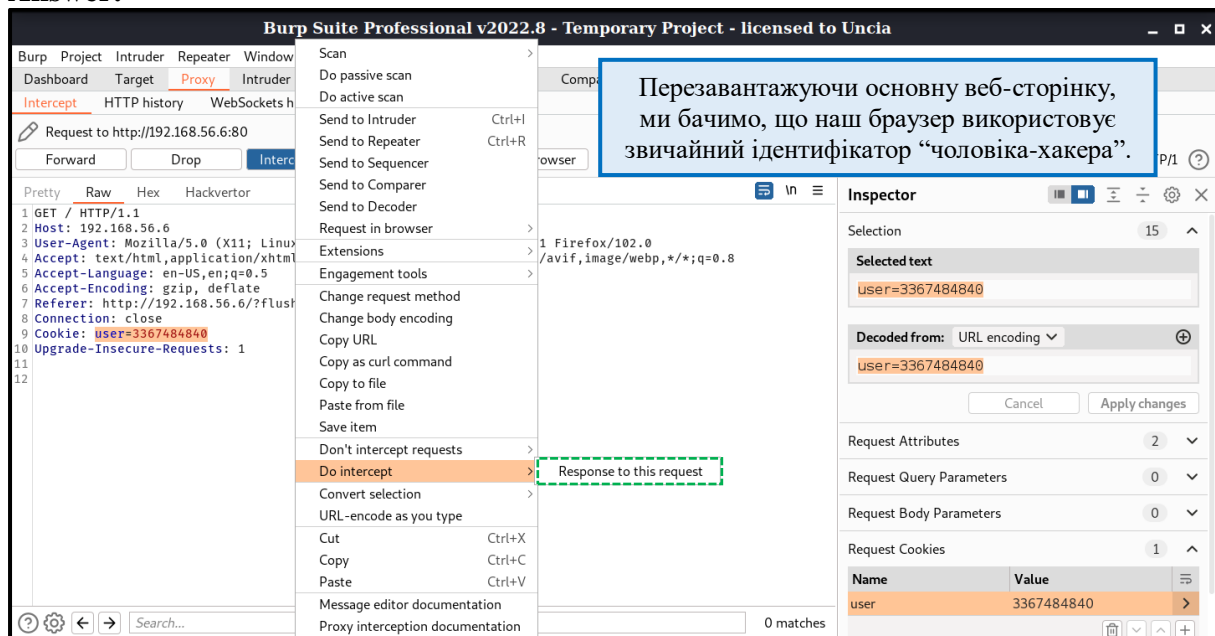 Burp Suite Professional v2022.8 - Temporary Project - licensed to Uncia
Burp Project Intruder Repeater Window
Dashboard Target Proxy Intruder
Intercept HTTP history WebSockets h
Request to http://192.168.56.6:80
Forward Drop Interc
Pretty Raw Hex Hackvertor
\n
1 GET / HTTP/1.1
2 Host: 192.168.56.6
3 User-Agent: Mozilla/5.0 (X11; Linux
1 Firefox/102.0
4 Accept: text/html,application/xhtml
/avif,image/webp,*/*;q=0.8
5 Accept-Language: en-US,en;q=0.5
6 Accept-Encoding: gzip, deflate
7 Referer: http://192.168.56.6/?flush
8 Connection: close
9 Cookie: user=3367484840
10 Upgrade-Insecure-Requests: 1
11
12
Scan
Do passive scan
Do active scan
Send to Intruder Ctrl+I
Send to Repeater Ctrl+R
Send to Sequencer
Send to Comparer
Send to Decoder
Request in browser
Extensions
Engagement tools
Change request method
Change body encoding
Copy URL
Copy as curl command
Copy to file
Paste from file
Save item
Don't intercept requests
Do intercept
Response to this request
Convert selection
URL-encode as you type
Cut Ctrl+X
Copy Ctrl+C
Paste Ctrl+V
Message editor documentation
Proxy interception documentation
Comp
owser
Перезавантажуючи основну веб-сторінку,
ми бачимо, що наш браузер використовує
звичайний ідентифікатор “чоловіка-хакера”.
P/1
Inspector
Selection 15
Selected text
user=3367484840
Decoded from: URL encoding
user=3367484840
Cancel Apply changes
Request Attributes 2
Request Query Parameters 0
Request Body Parameters 0
Request Cookies 1
Name Value
user 3367484840
Search...
0 matches